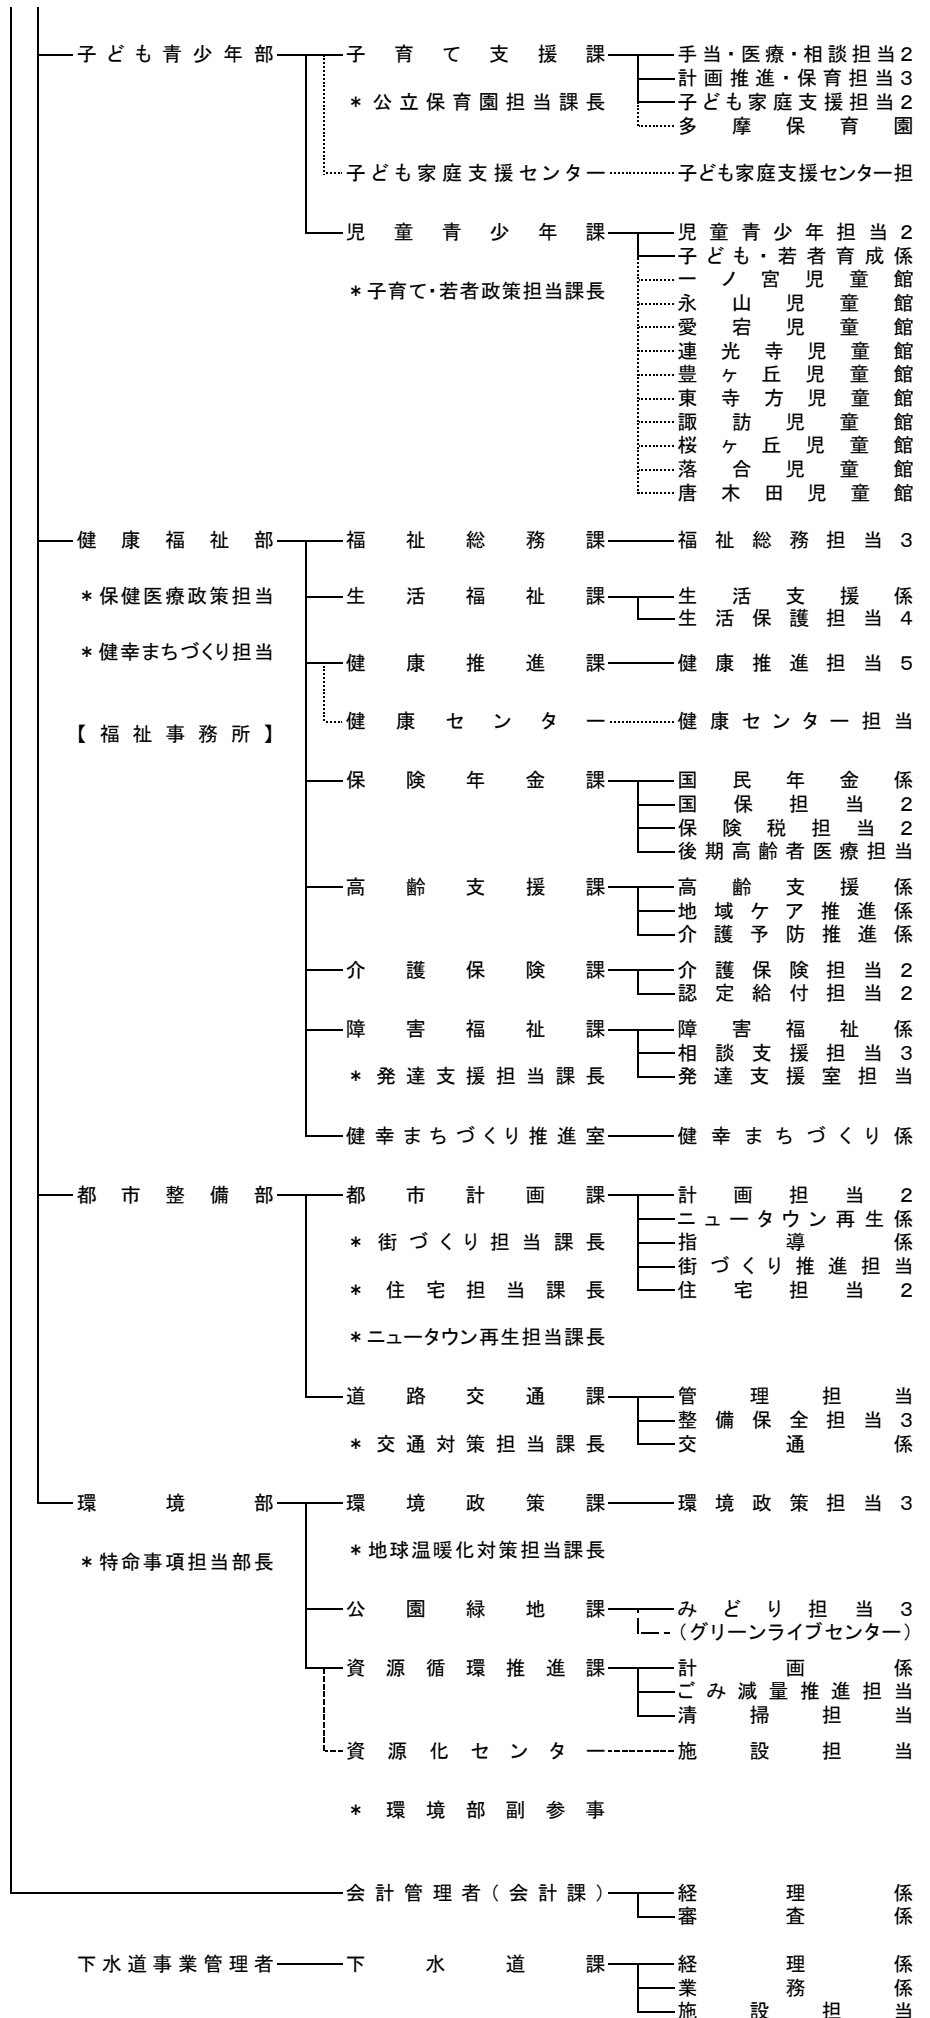 子ども青少年部 子育て支援課 手当・医療・相談担当2
計画推進・保育担当3
＊公立保育園担当課長 子ども家庭支援担当2
多摩保育園
子ども家庭支援センター 子ども家庭支援センター担
児童青少年課 児童青少年担当2
子ども・若者育成係
一ノ宮児童館
＊子育て・若者政策担当課長
永山児童館
愛宕児童館
連光寺児童館
豊ヶ丘児童館
東寺方児童館
諏訪児童館
桜ヶ丘児童館
落合児童館
唐木田児童館
健康福祉部 福祉総務課 福祉総務担当3
＊保健医療政策担当 生活福祉課 生活支援係
生活保護担当4
＊健幸まちづくり担当 健康推進課 健康推進担当5
健康センター 健康センター担当
【福祉事務所】
保険年金課 国民年金係
国保担当2
保険税担当2
後期高齢者医療担当
高齢支援課 高齢支援係
地域ケア推進係
介護予防推進係
介護保険課 介護保険担当2
認定給付担当2
障害福祉課 障害福祉係
相談支援担当3
＊発達支援担当課長 発達支援室担当
健幸まちづくり推進室 健幸まちづくり係
都市整備部 都市計画課 計画担当2
ニュータウン再生係
＊街づくり担当課長 指導係
街づくり推進担当
＊住宅担当課長 住宅担当2
＊ニュータウン再生担当課長
道路交通課 管理担当
整備保全担当3
＊交通対策担当課長 交通係
環境部 環境政策課 環境政策担当3
＊地球温暖化対策担当課長
＊特命事項担当部長
公園緑地課 みどり担当3
（グリーンライブセンター）
資源循環推進課 計画係
ごみ減量推進担当
清掃担当
資源化センター 施設担当
＊環境部副参事
会計管理者（会計課） 経理係
審査係
下水道事業管理者 下水道課 経理係
業務係
施設担当